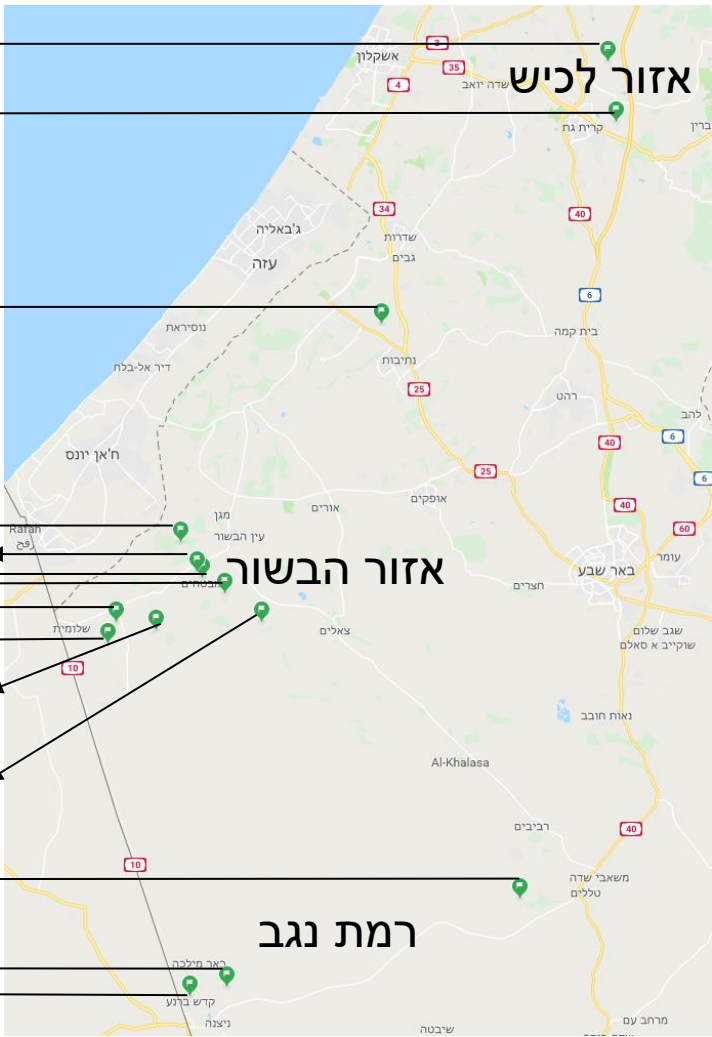 3
אשקלון
35
אזור לכיש
4
שדה יואב
קרית גת
ברין
34
40
ג'באליה
שדרות
עזה
גבים
6
נוסיראת
בית קמה
נתיבות
דיר אל-בלח
25
רהט
להב
ח'אן יונס
40
6
25
6
אופקים
40
מגן
אורים
Rafah
رفح
60
עין הבשור
עומר
אזור הבשור
באר שבע
מבטחים
חצרים
שלומית
צאלים
שגב שלום
שוקייב א סאלם
10
נאות חובב
Al-Khalasa
רביבים
40
10
משאבי שדה
טללים
רמת נגב
באר מילכה
קדש ברנע
ניצנה
שיבטה
מרחב עם